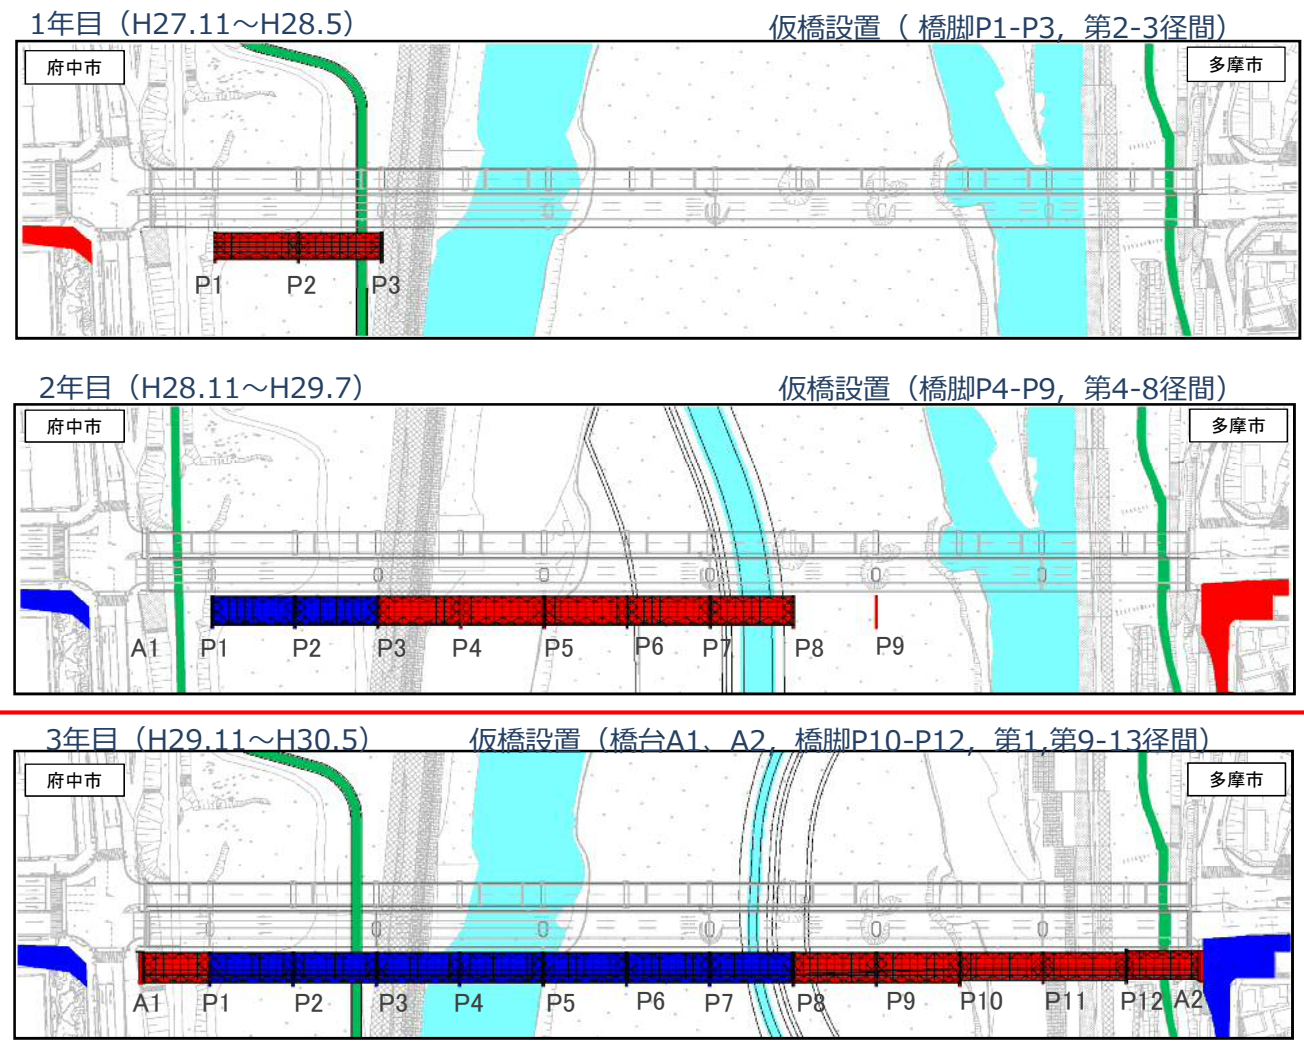 1年目（H27.11～H28.5）
仮橋設置（ 橋脚P1-P3，第2-3径間）
府中市
多摩市
P1 P2 P3
2年目（H28.11～H29.7）
仮橋設置（橋脚P4-P9，第4-8径間）
府中市
多摩市
A1 P1 P2 P3 P4 P5 P6 P7 P8 P9
3年目（H29.11～H30.5）
仮橋設置（橋台A1、A2，橋脚P10-P12，第1,第9-13径間）
府中市
多摩市
A1 P1 P2 P3 P4 P5 P6 P7 P8 P9 P10 P11 P12 A2